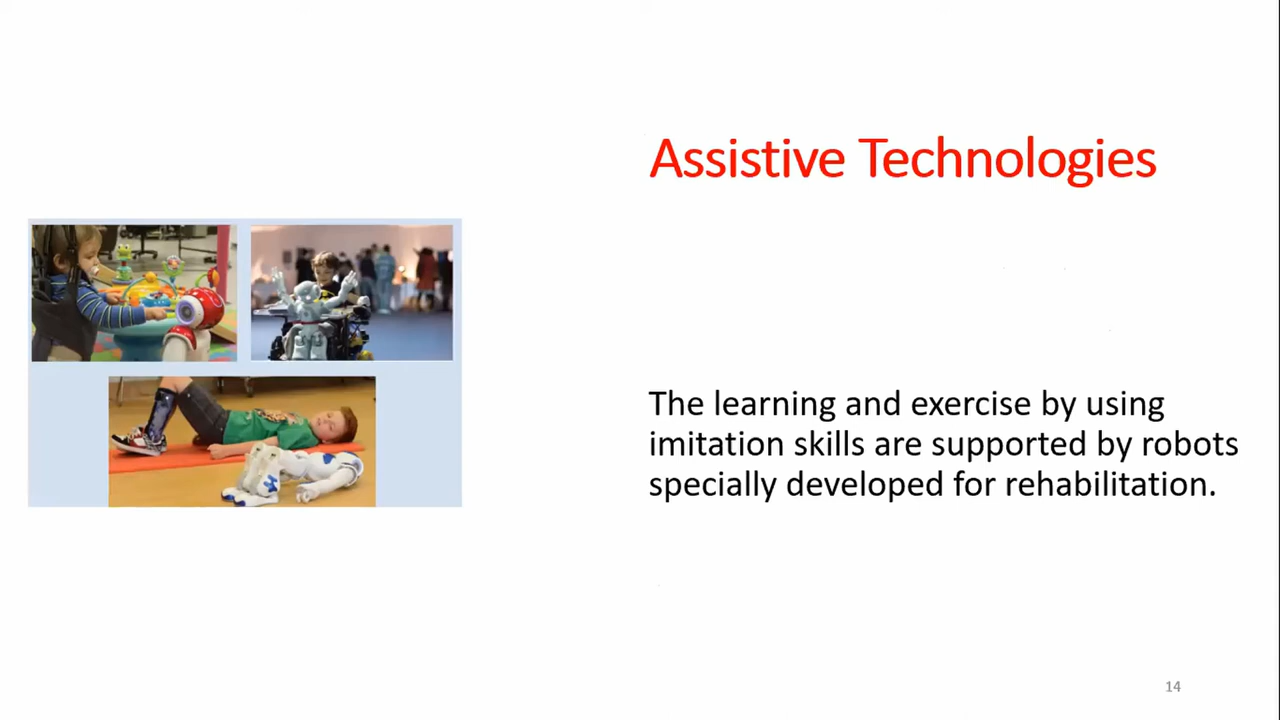 Assistive Technologies
The learning and exercise by using
imitation skills are supported by robots
specially developed for rehabilitation.
14